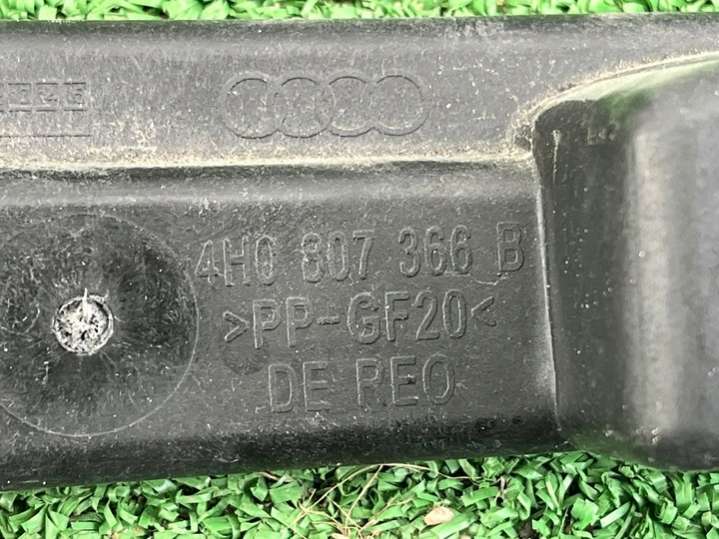 4H0 807 366 B
>PP-GF20<
DE REO